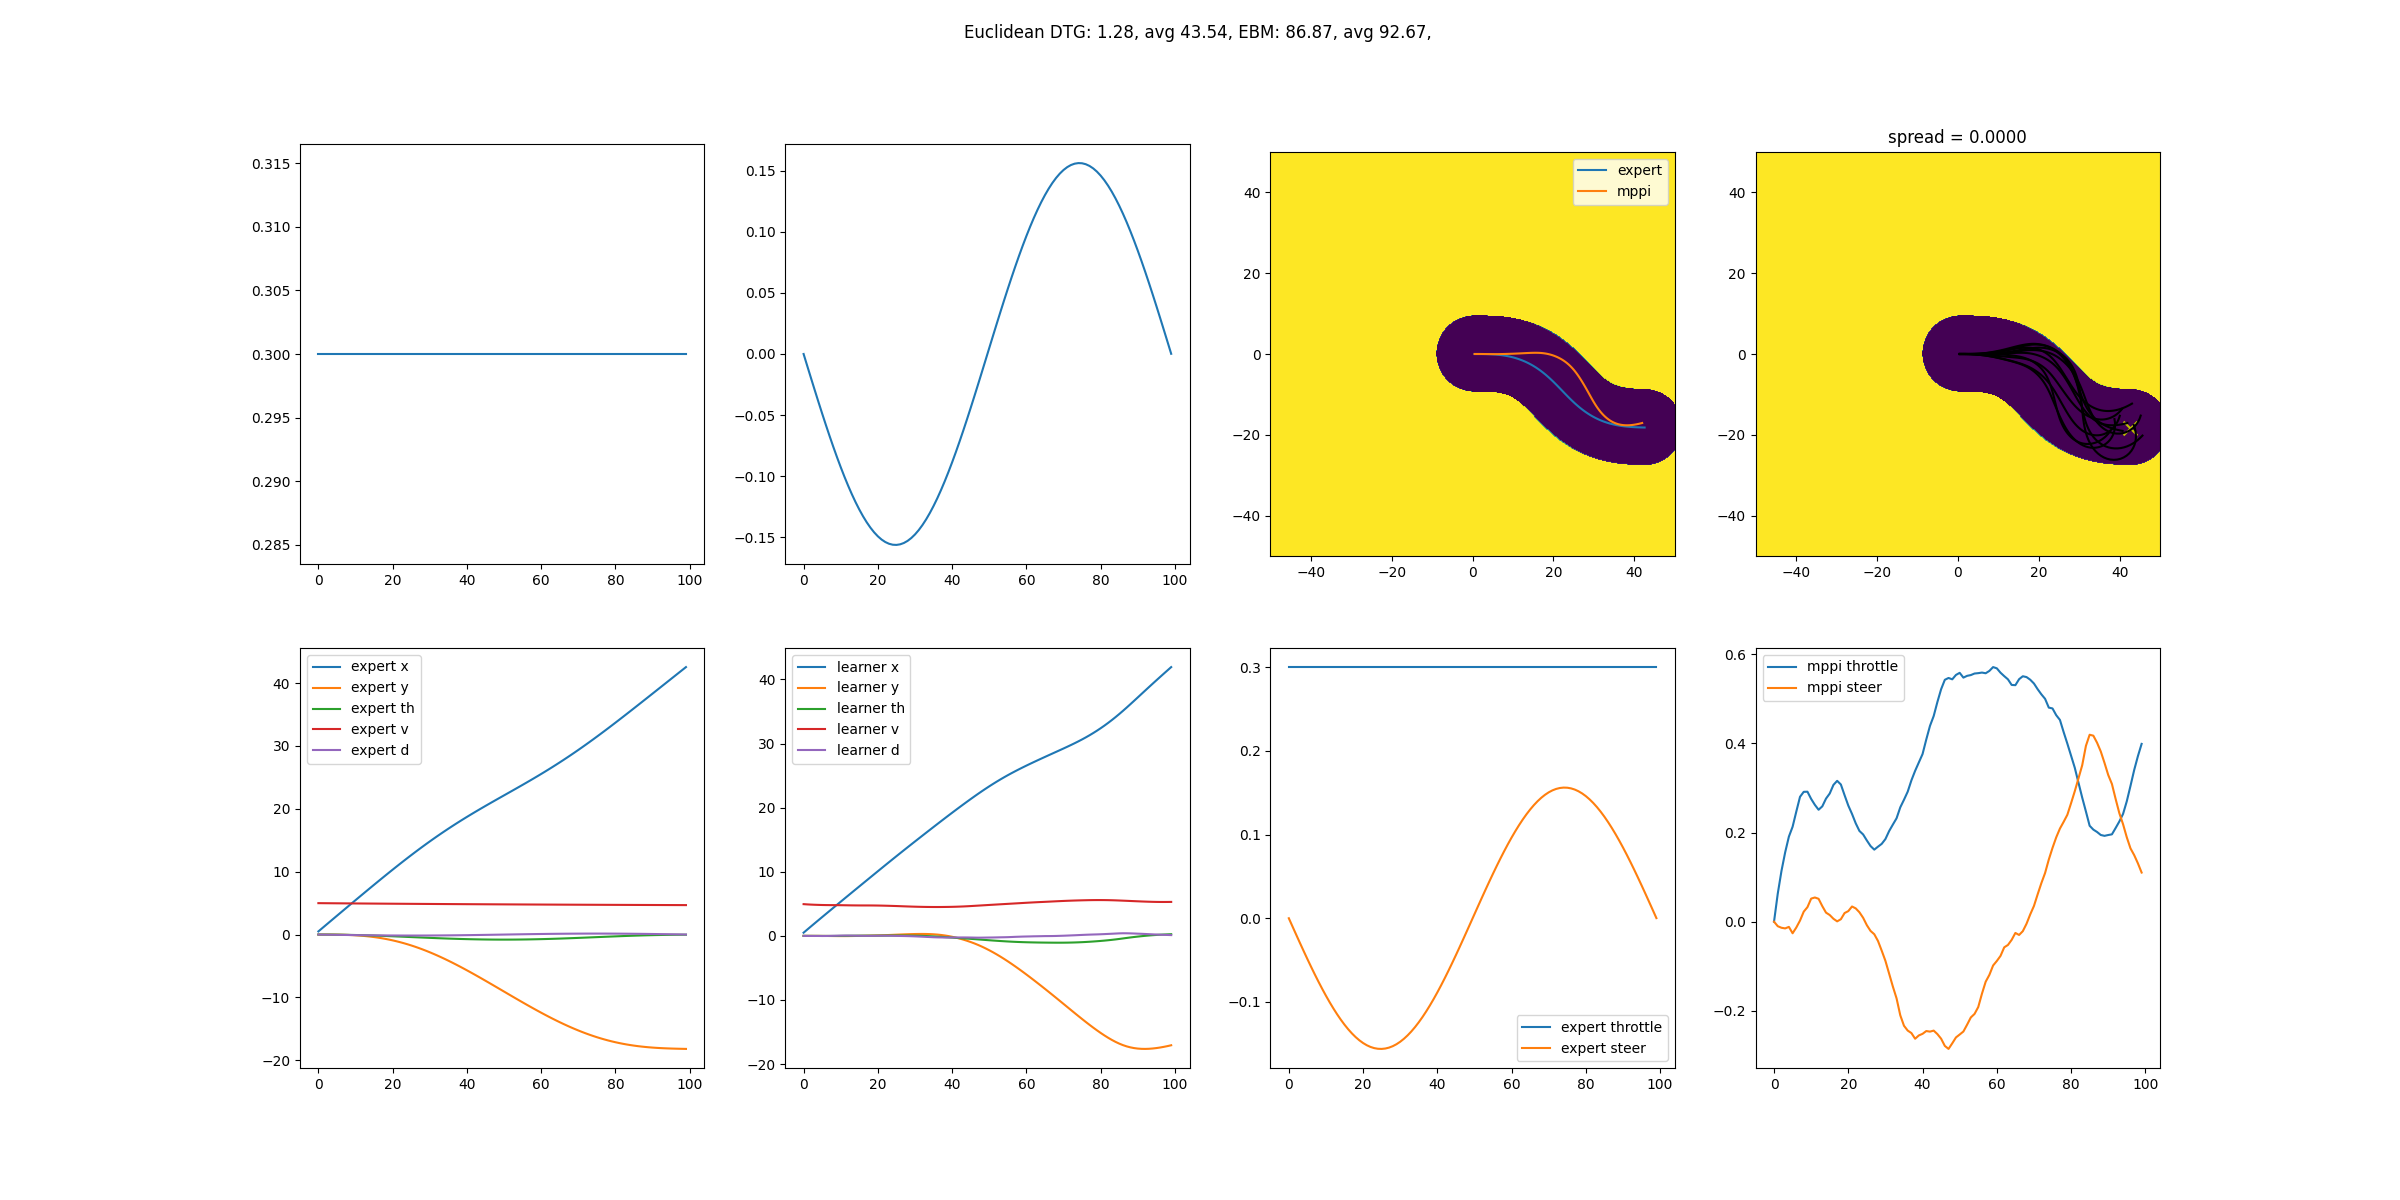 Euclidean DTG: 1.28, avg 43.54, EBM: 86.87, avg 92.67,
0.315
0.310
0.305
0.300
0.295
0.290
0.285
0 20 40 60 80 100
0.15
0.10
0.05
0.00
−0.05
−0.10
−0.15
0 20 40 60 80 100
expert
mppi
40
20
0
−20
−40
−40 −20 0 20 40
spread = 0.0000
40
20
0
−20
−40
−40 −20 0 20 40
expert x
expert y
expert th
expert v
expert d
40
30
20
10
0
−10
−20
0 20 40 60 80 100
learner x
learner y
learner th
learner v
learner d
40
30
20
10
0
−10
−20
0 20 40 60 80 100
0.3
0.2
0.1
0.0
−0.1
expert throttle
expert steer
0 20 40 60 80 100
mppi throttle
mppi steer
0.6
0.4
0.2
0.0
−0.2
0 20 40 60 80 100